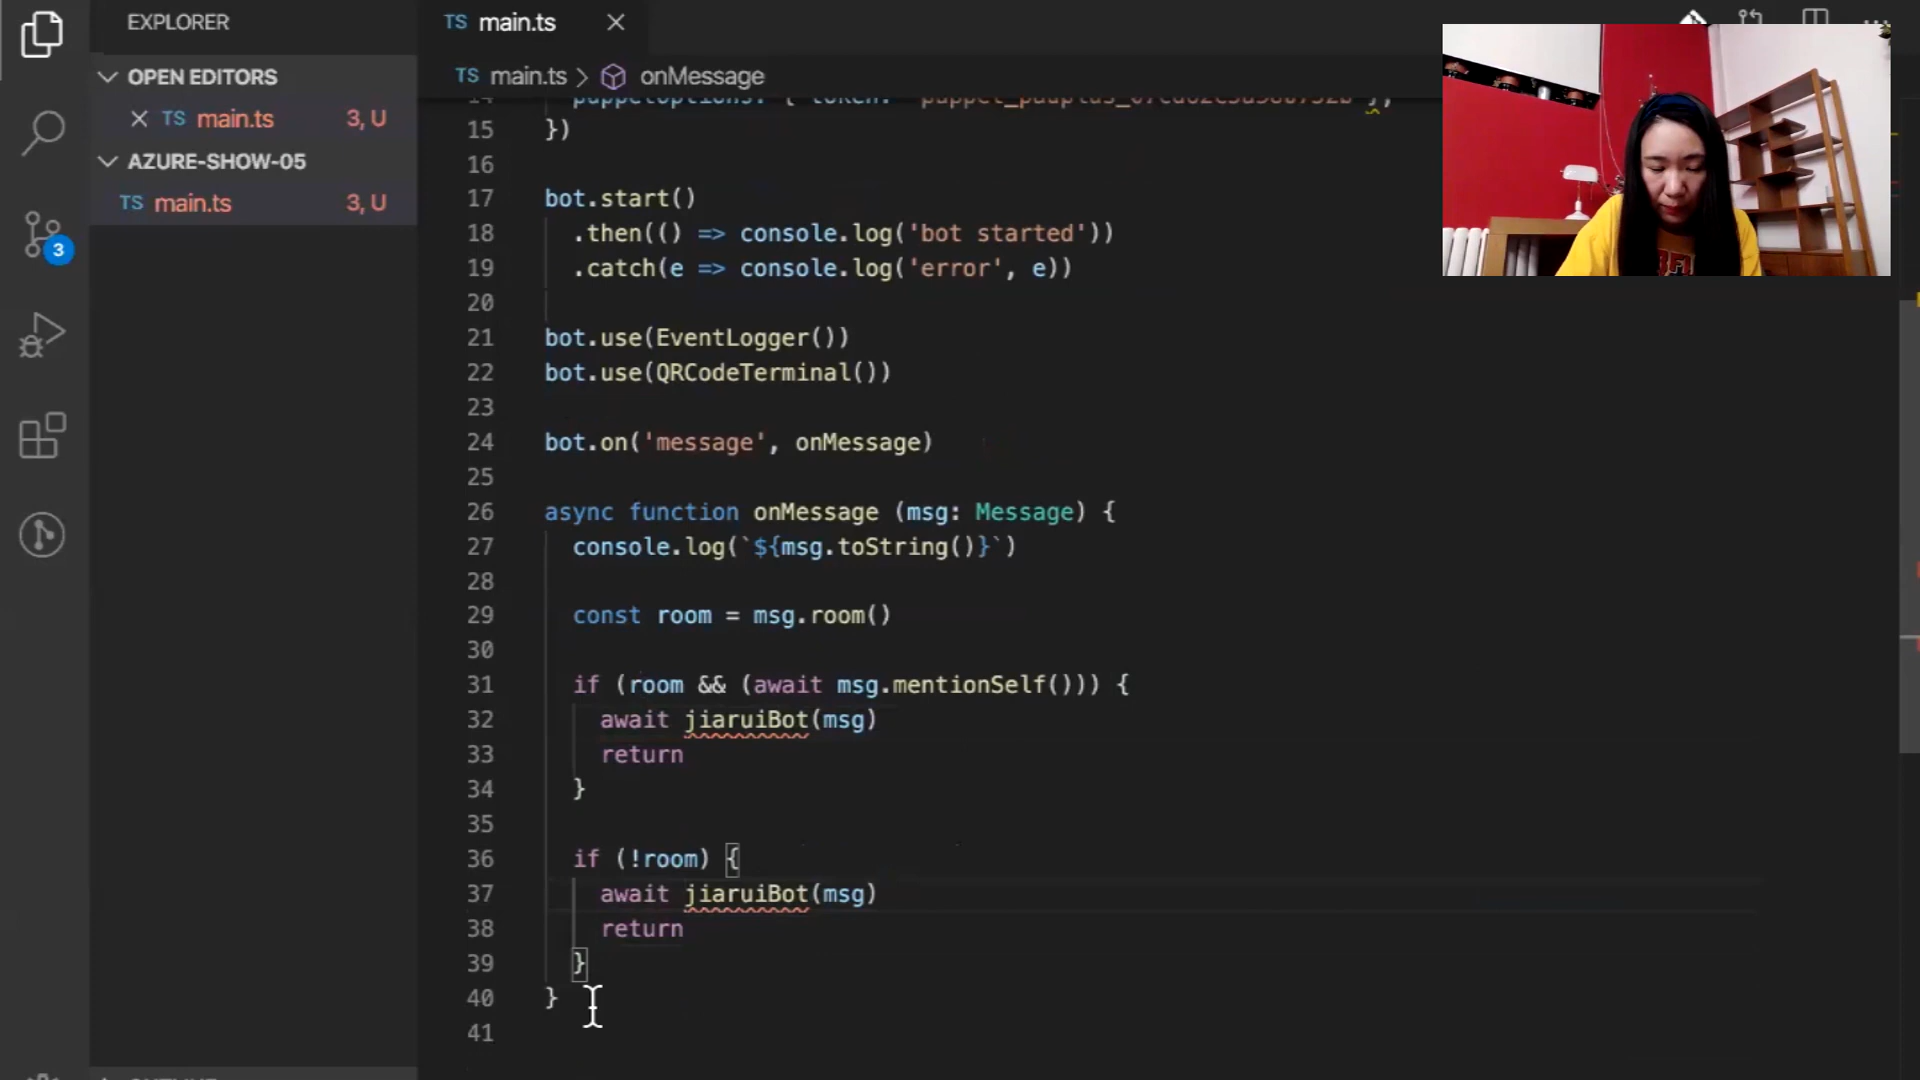 EXPLORER
OPEN EDITORS
TS main.ts 3, U
AZURE-SHOW-05
TS main.ts 3, U
3
TS main.ts
TS main.ts > onMessage
15 })
16
17 bot.start()
18 .then(() => console.log('bot started'))
19 .catch(e => console.log('error', e))
20
21 bot.use(EventLogger())
22 bot.use(QRCodeTerminal())
23
24 bot.on('message', onMessage)
25
26 async function onMessage (msg: Message) {
27 console.log(`${msg.toString()}`)
28
29 const room = msg.room()
30
31 if (room && (await msg.mentionSelf())) {
32 await jiaruiBot(msg)
33 return
34 }
35
36 if (!room) {
37 await jiaruiBot(msg)
38 return
39 }
40 }
41